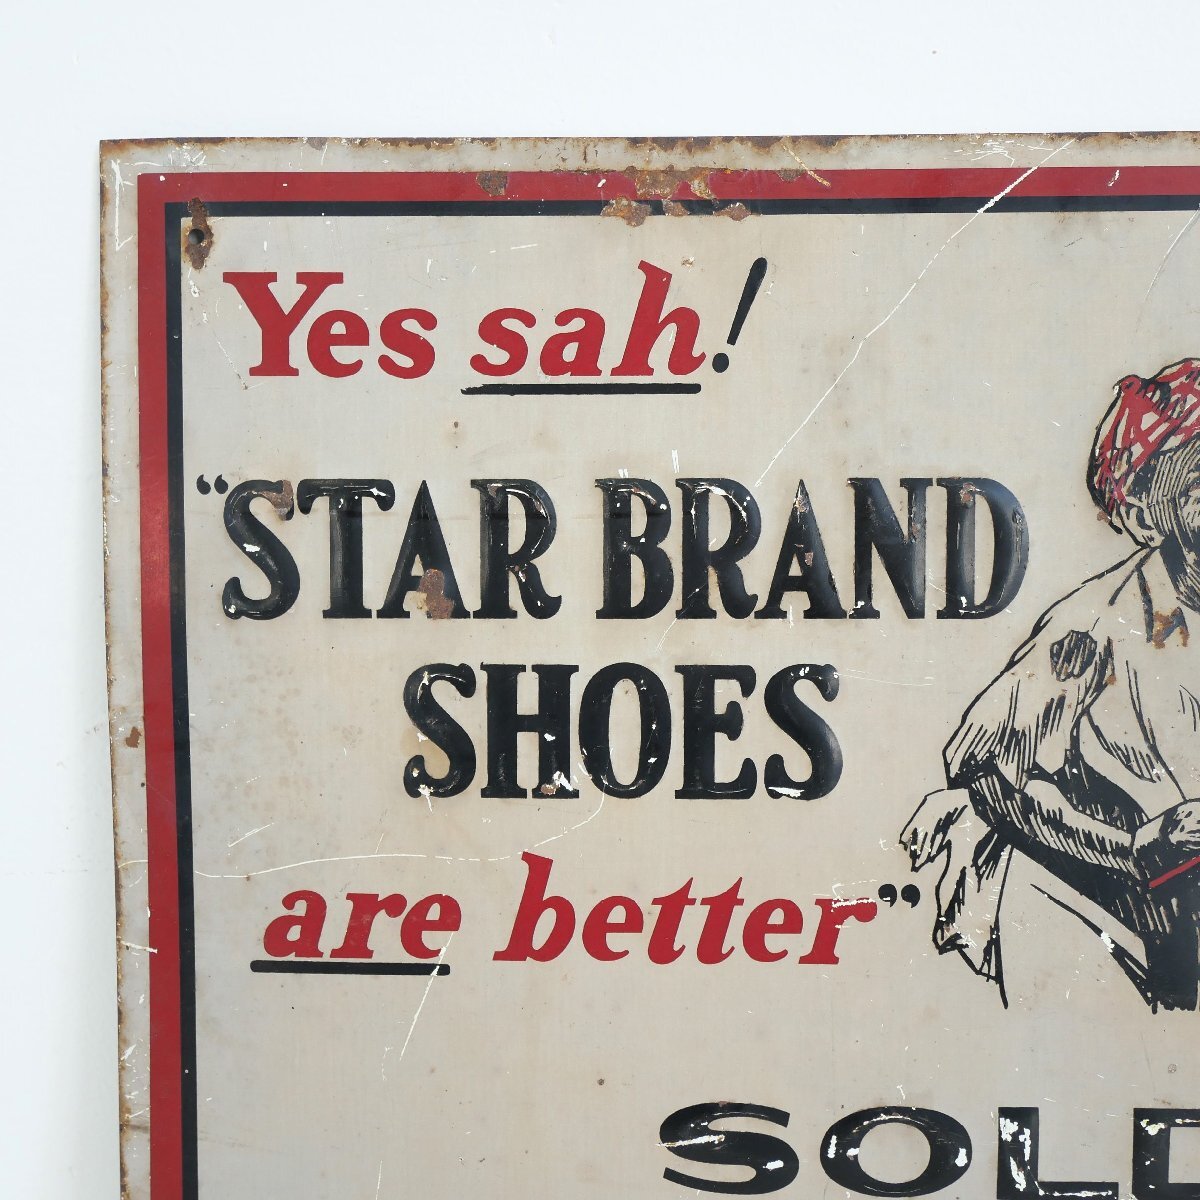 Yes sah!
“STAR BRAND
SHOES
are better”
SOLD